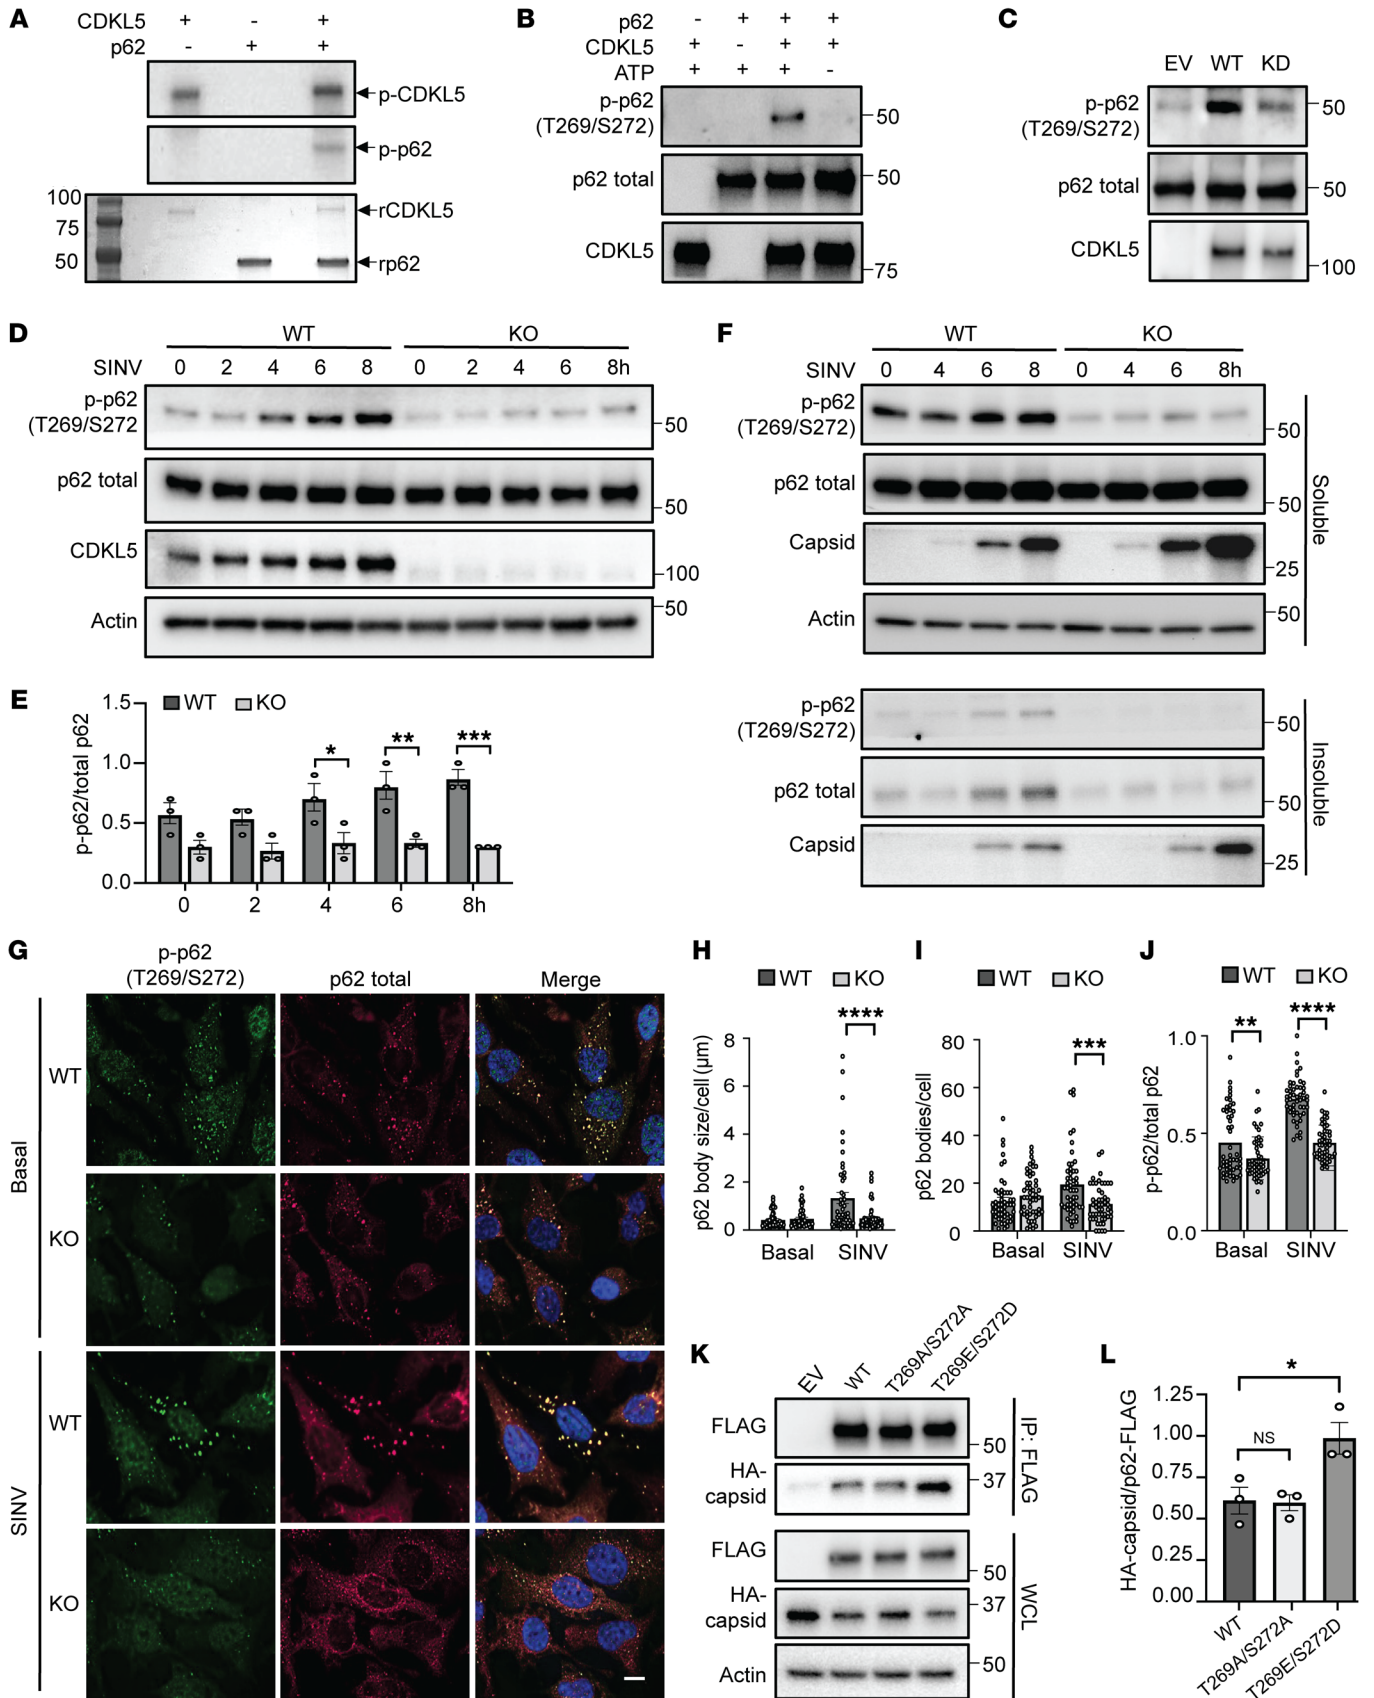 A
CDKL5 + - +
p62 - + +
p-CDKL5
p-p62
100
75
50
rCDKL5
rp62
B
p62 - + + +
CDKL5 + - + +
ATP + + + -
p-p62
(T269/S272)
50
p62 total
50
CDKL5
75
C
EV WT KD
p-p62
(T269/S272)
50
p62 total
50
CDKL5
100
D
WT KO
SINV 0 2 4 6 8 0 2 4 6 8h
p-p62
(T269/S272
50
p62 total
50
CDKL5
100
Actin
50
E
WT KO
p-p62/total p62
1.5
1.0
0.5
0.0
* ** ***
0 2 4 6 8h
F
WT KO
SINV 0 4 6 8 0 4 6 8h
p-p62
(T269/S272)
50
p62 total
50
Capsid
25
Actin
50
Soluble
p-p62
(T269/S272)
50
p62 total
50
Capsid
25
Insoluble
G
p-p62
(T269/S272)
p62 total
Merge
Basal
WT
KO
SINV
WT
KO
H
WT KO
****
p62 body size/cell (μm)
8
6
4
2
0
Basal SINV
I
WT KO
***
p62 bodies/cell
80
60
40
20
0
Basal SINV
J
WT KO
** ****
p-p62/total p62
1.0
0.5
0.0
Basal SINV
K
EV WT T269A/S272A T269E/S272D
FLAG
50
HA-
capsid
37
IP: FLAG
FLAG
50
HA-
capsid
37
Actin
50
WCL
L
*
NS
HA-capsid/p62-FLAG
1.25
1.00
0.75
0.50
0.25
0.00
WT
T269A/S272A
T269E/S272D